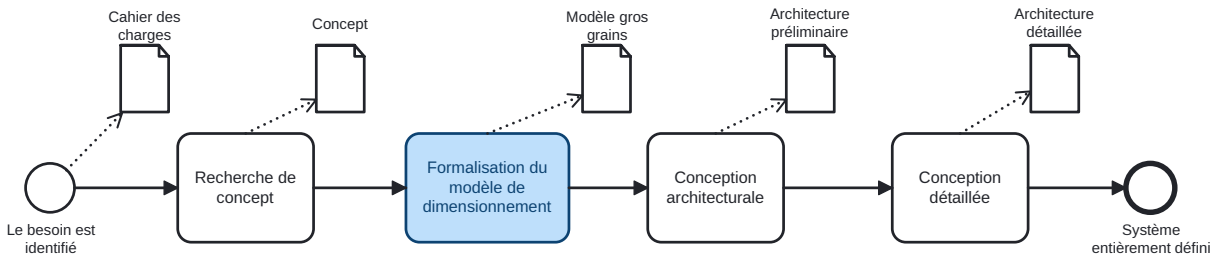 Cahier des
charges
Concept
Modèle gros
grains
Architecture
préliminaire
Architecture
détaillée
Le besoin est
identifié
Recherche de
concept
Formalisation du
modèle de
dimensionnement
Conception
architecturale
Conception
détaillée
Système
entièrement défini